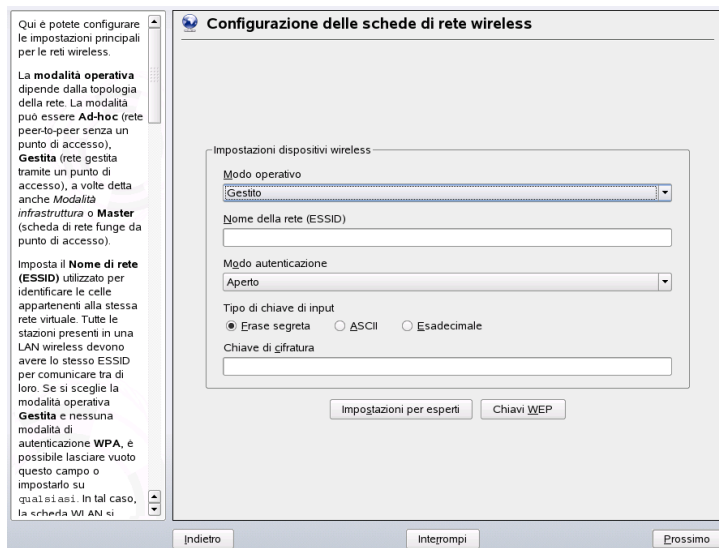 Qui è potete configurare
le impostazioni principali
per le reti wireless.
La modalità operativa
dipende dalla topologia
della rete. La modalità
può essere Ad-hoc (rete
peer-to-peer senza un
punto di accesso),
Gestita (rete gestita
tramite un punto di
accesso), a volte detta
anche Modalità
infrastruttura o Master
(scheda di rete funge da
punto di accesso).
Imposta il Nome di rete
(ESSID) utilizzato per
identificare le celle
appartenenti alla stessa
rete virtuale. Tutte le
stazioni presenti in una
LAN wireless devono
avere lo stesso ESSID
per comunicare tra di
loro. Se si sceglie la
modalità operativa
Gestita e nessuna
modalità di
autenticazione WPA, è
possibile lasciare vuoto
questo campo o
impostarlo su
qualsiasi. In tal caso,
la scheda WLAN si
Configurazione delle schede di rete wireless
Impostazioni dispositivi wireless
Modo operativo
Gestito
Nome della rete (ESSID)
Modo autenticazione
Aperto
Tipo di chiave di input
Frase segreta ASCII Esadecimale
Chiave di cifratura
Impostazioni per esperti Chiavi WEP
Indietro Interrompi Prossimo